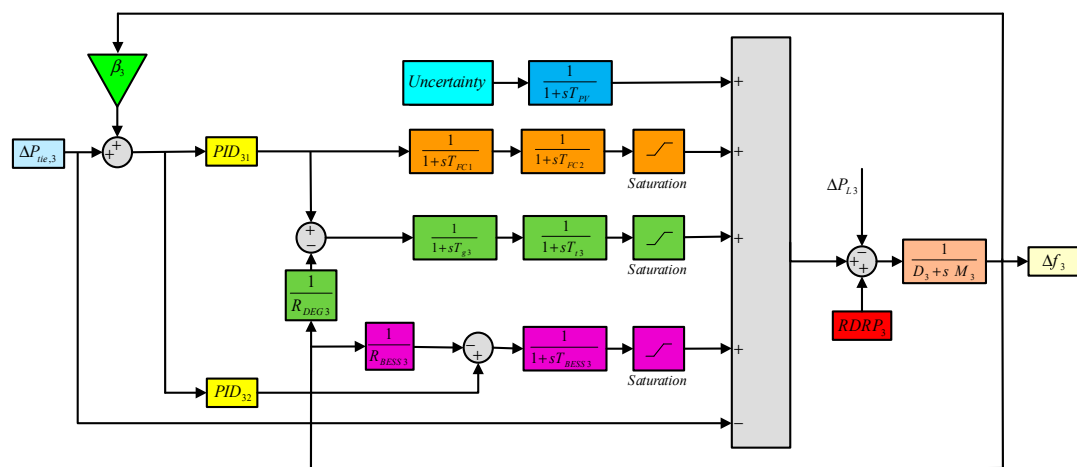 β₃
Uncertainty
1
1+sT_PV
+
ΔP_tie,3
+
+
PID₃₁
1
1+sT_FC1
1
1+sT_FC2
Saturation
+
ΔP_L3
+
−
1
1+sT_g3
1
1+sT_t3
Saturation
+
−
+
+
1
D₃+s M₃
Δf₃
1
R_DEG3
RDRP₃
1
R_BESS3
−
+
1
1+sT_BESS3
Saturation
+
PID₃₂
−